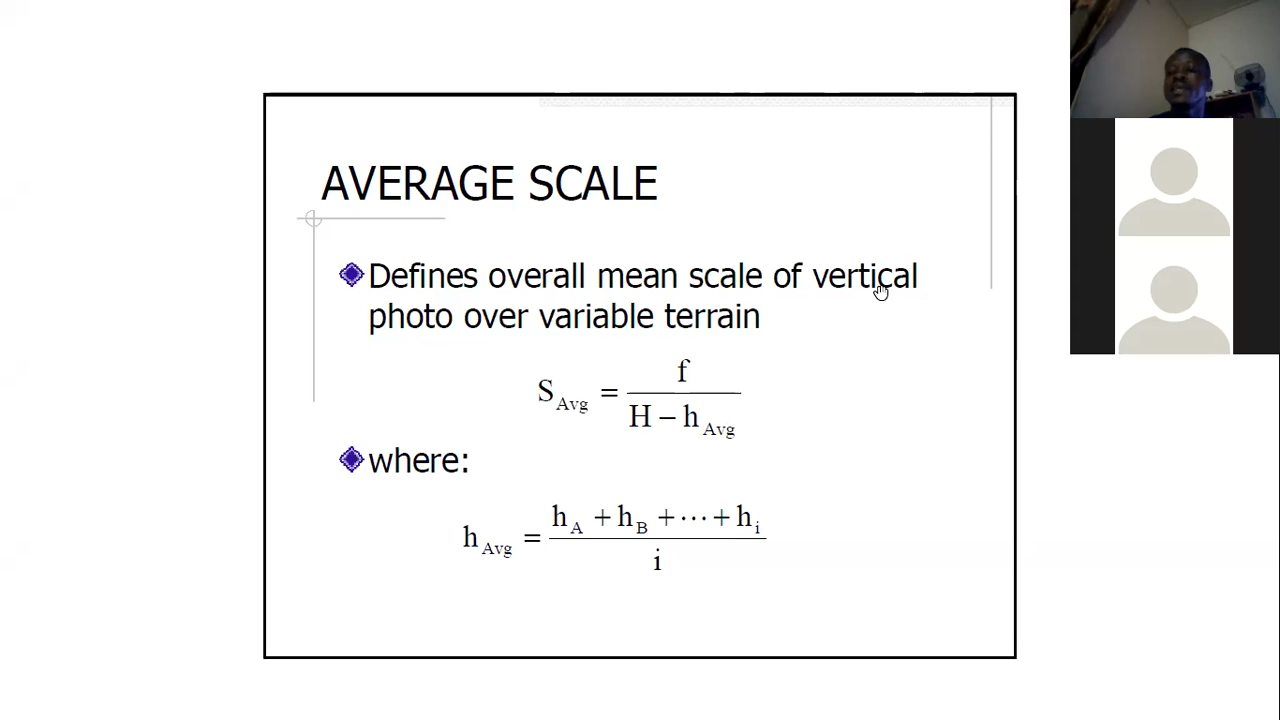 AVERAGE SCALE
Defines overall mean scale of vertical
photo over variable terrain
S_Avg = f / (H − h_Avg)
where:
h_Avg = (h_A + h_B + ⋯ + h_i) / i